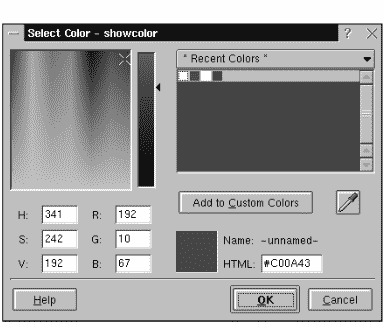 Select Color - showcolor ?
* Recent Colors *
Add to Custom Colors
H: 341 R: 192
S: 242 G: 10
V: 192 B: 67
Name: -unnamed-
HTML: #C00A43
Help OK Cancel